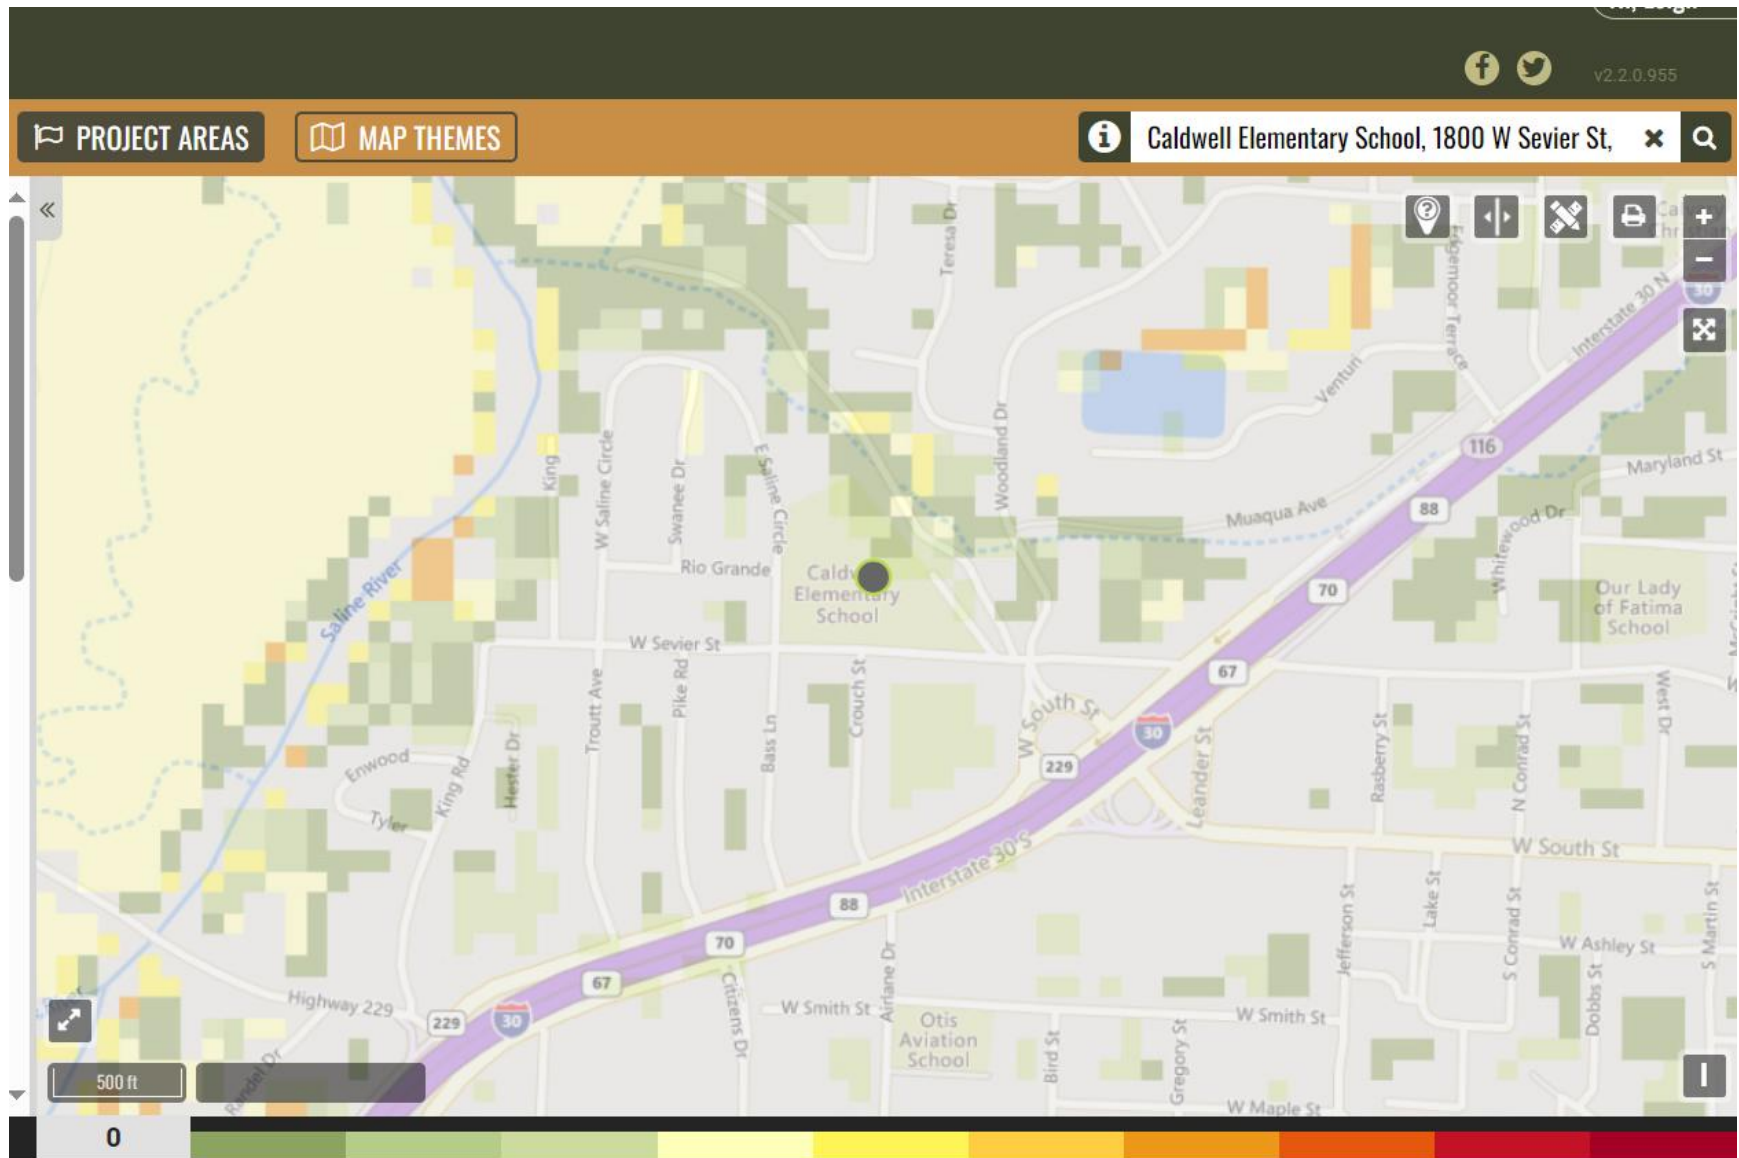 v2.2.0.955
PROJECT AREAS
MAP THEMES
Caldwell Elementary School, 1800 W Sevier St,
«
Teresa Dr
Edgemoor Terrace
Interstate 30 N
30
Venturi
116
Maryland St
King
W Saline Circle
Swanee Dr
E Saline Circle
Woodland Dr
Muaqua Ave
88
Whitewood Dr
Saline River
Rio Grande
Elementary
School
70
Our Lady
of Fatima
School
W Sevier St
67
Troutt Ave
Pike Rd
Bass Ln
Crouch St
W South St
30
229
Leander St
Rasberry St
N Conrad St
West Dr
Enwood
Tyler
King Rd
Hester Dr
W South St
Interstate 30 S
88
70
67
Highway 229
229
30
Citizens Dr
W Smith St
Airlane Dr
Otis
Aviation
School
Bird St
Gregory St
W Smith St
Jefferson St
Lake St
S Conrad St
W Ashley St
Dobbs St
S Martin St
Randel Dr
W Maple St
500 ft
0